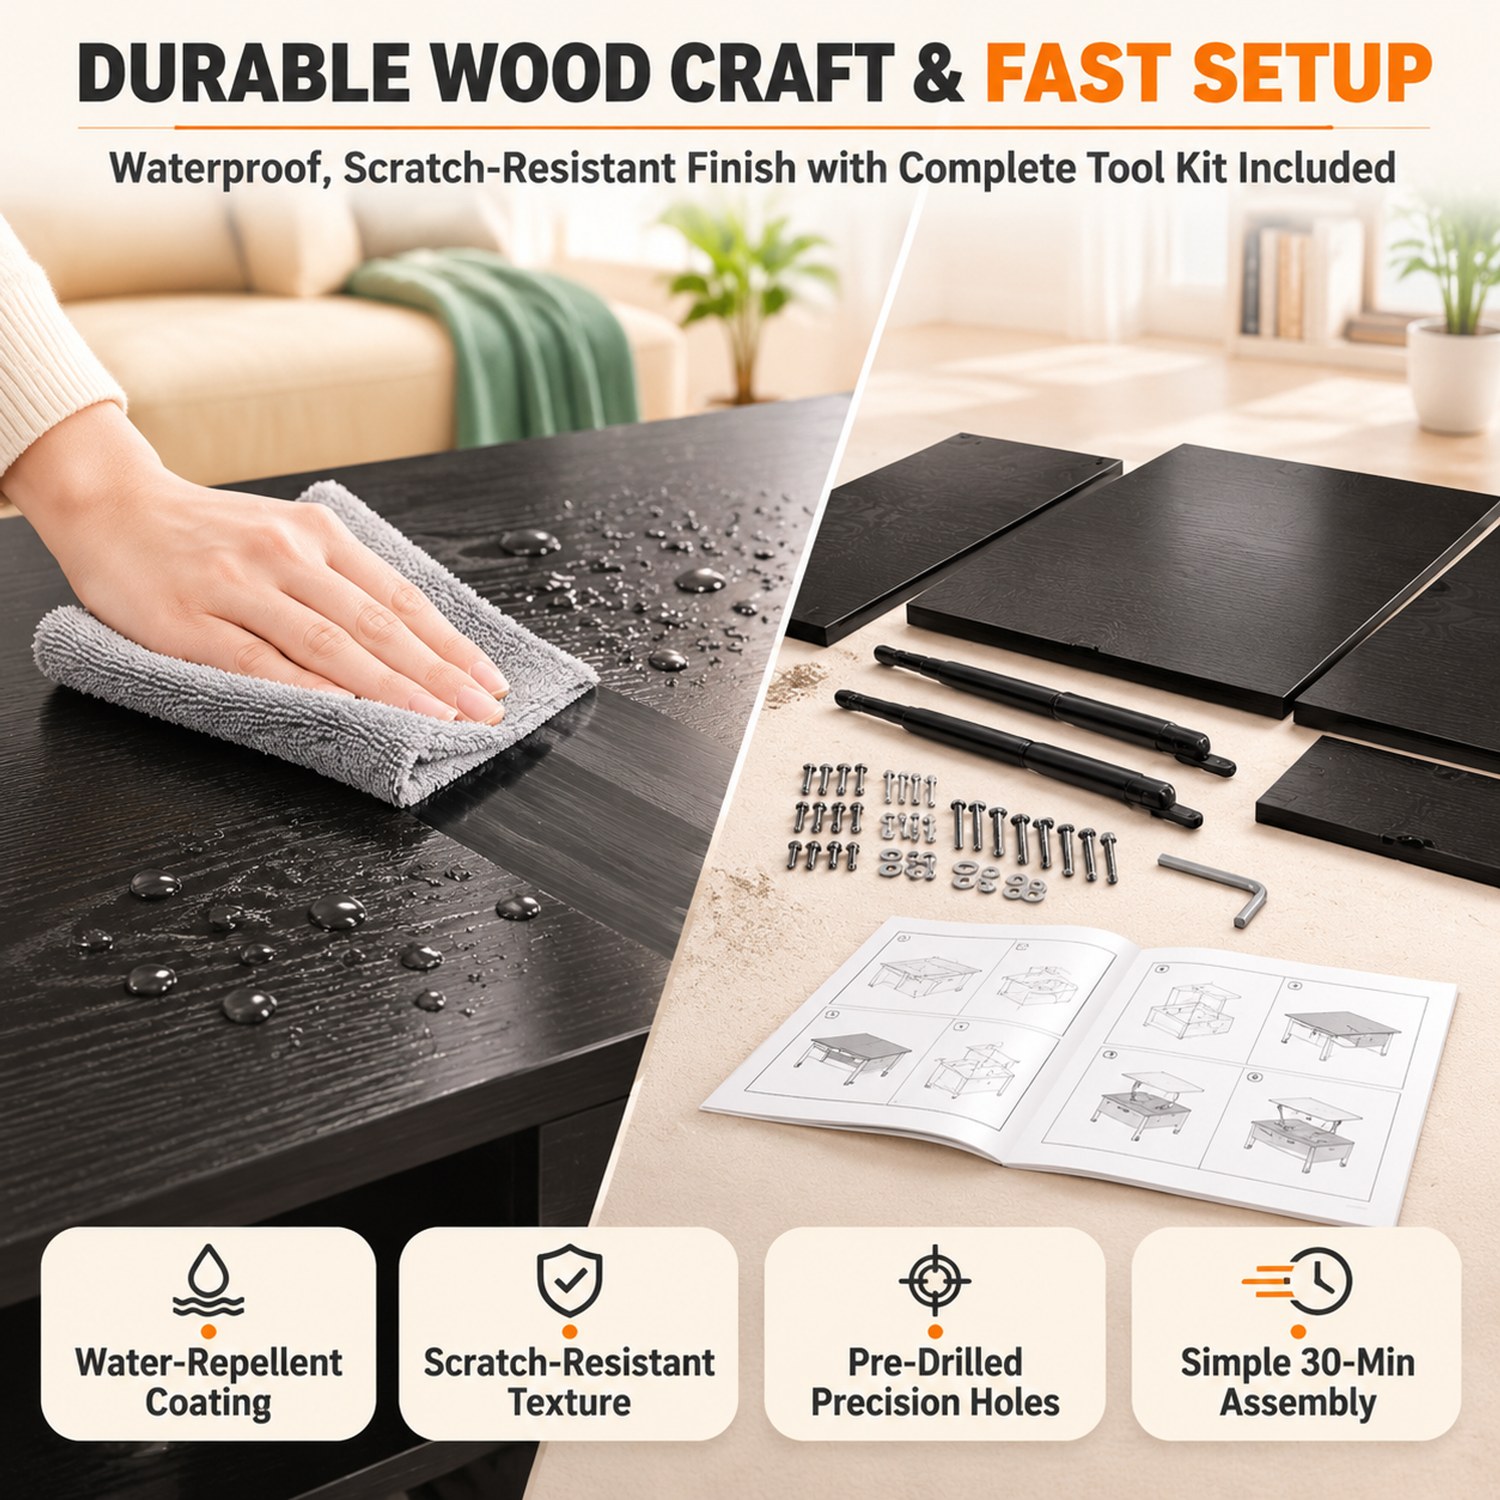 DURABLE WOOD CRAFT & FAST SETUP
Waterproof, Scratch-Resistant Finish with Complete Tool Kit Included
Water-Repellent
Coating
Scratch-Resistant
Texture
Pre-Drilled
Precision Holes
Simple 30-Min
Assembly